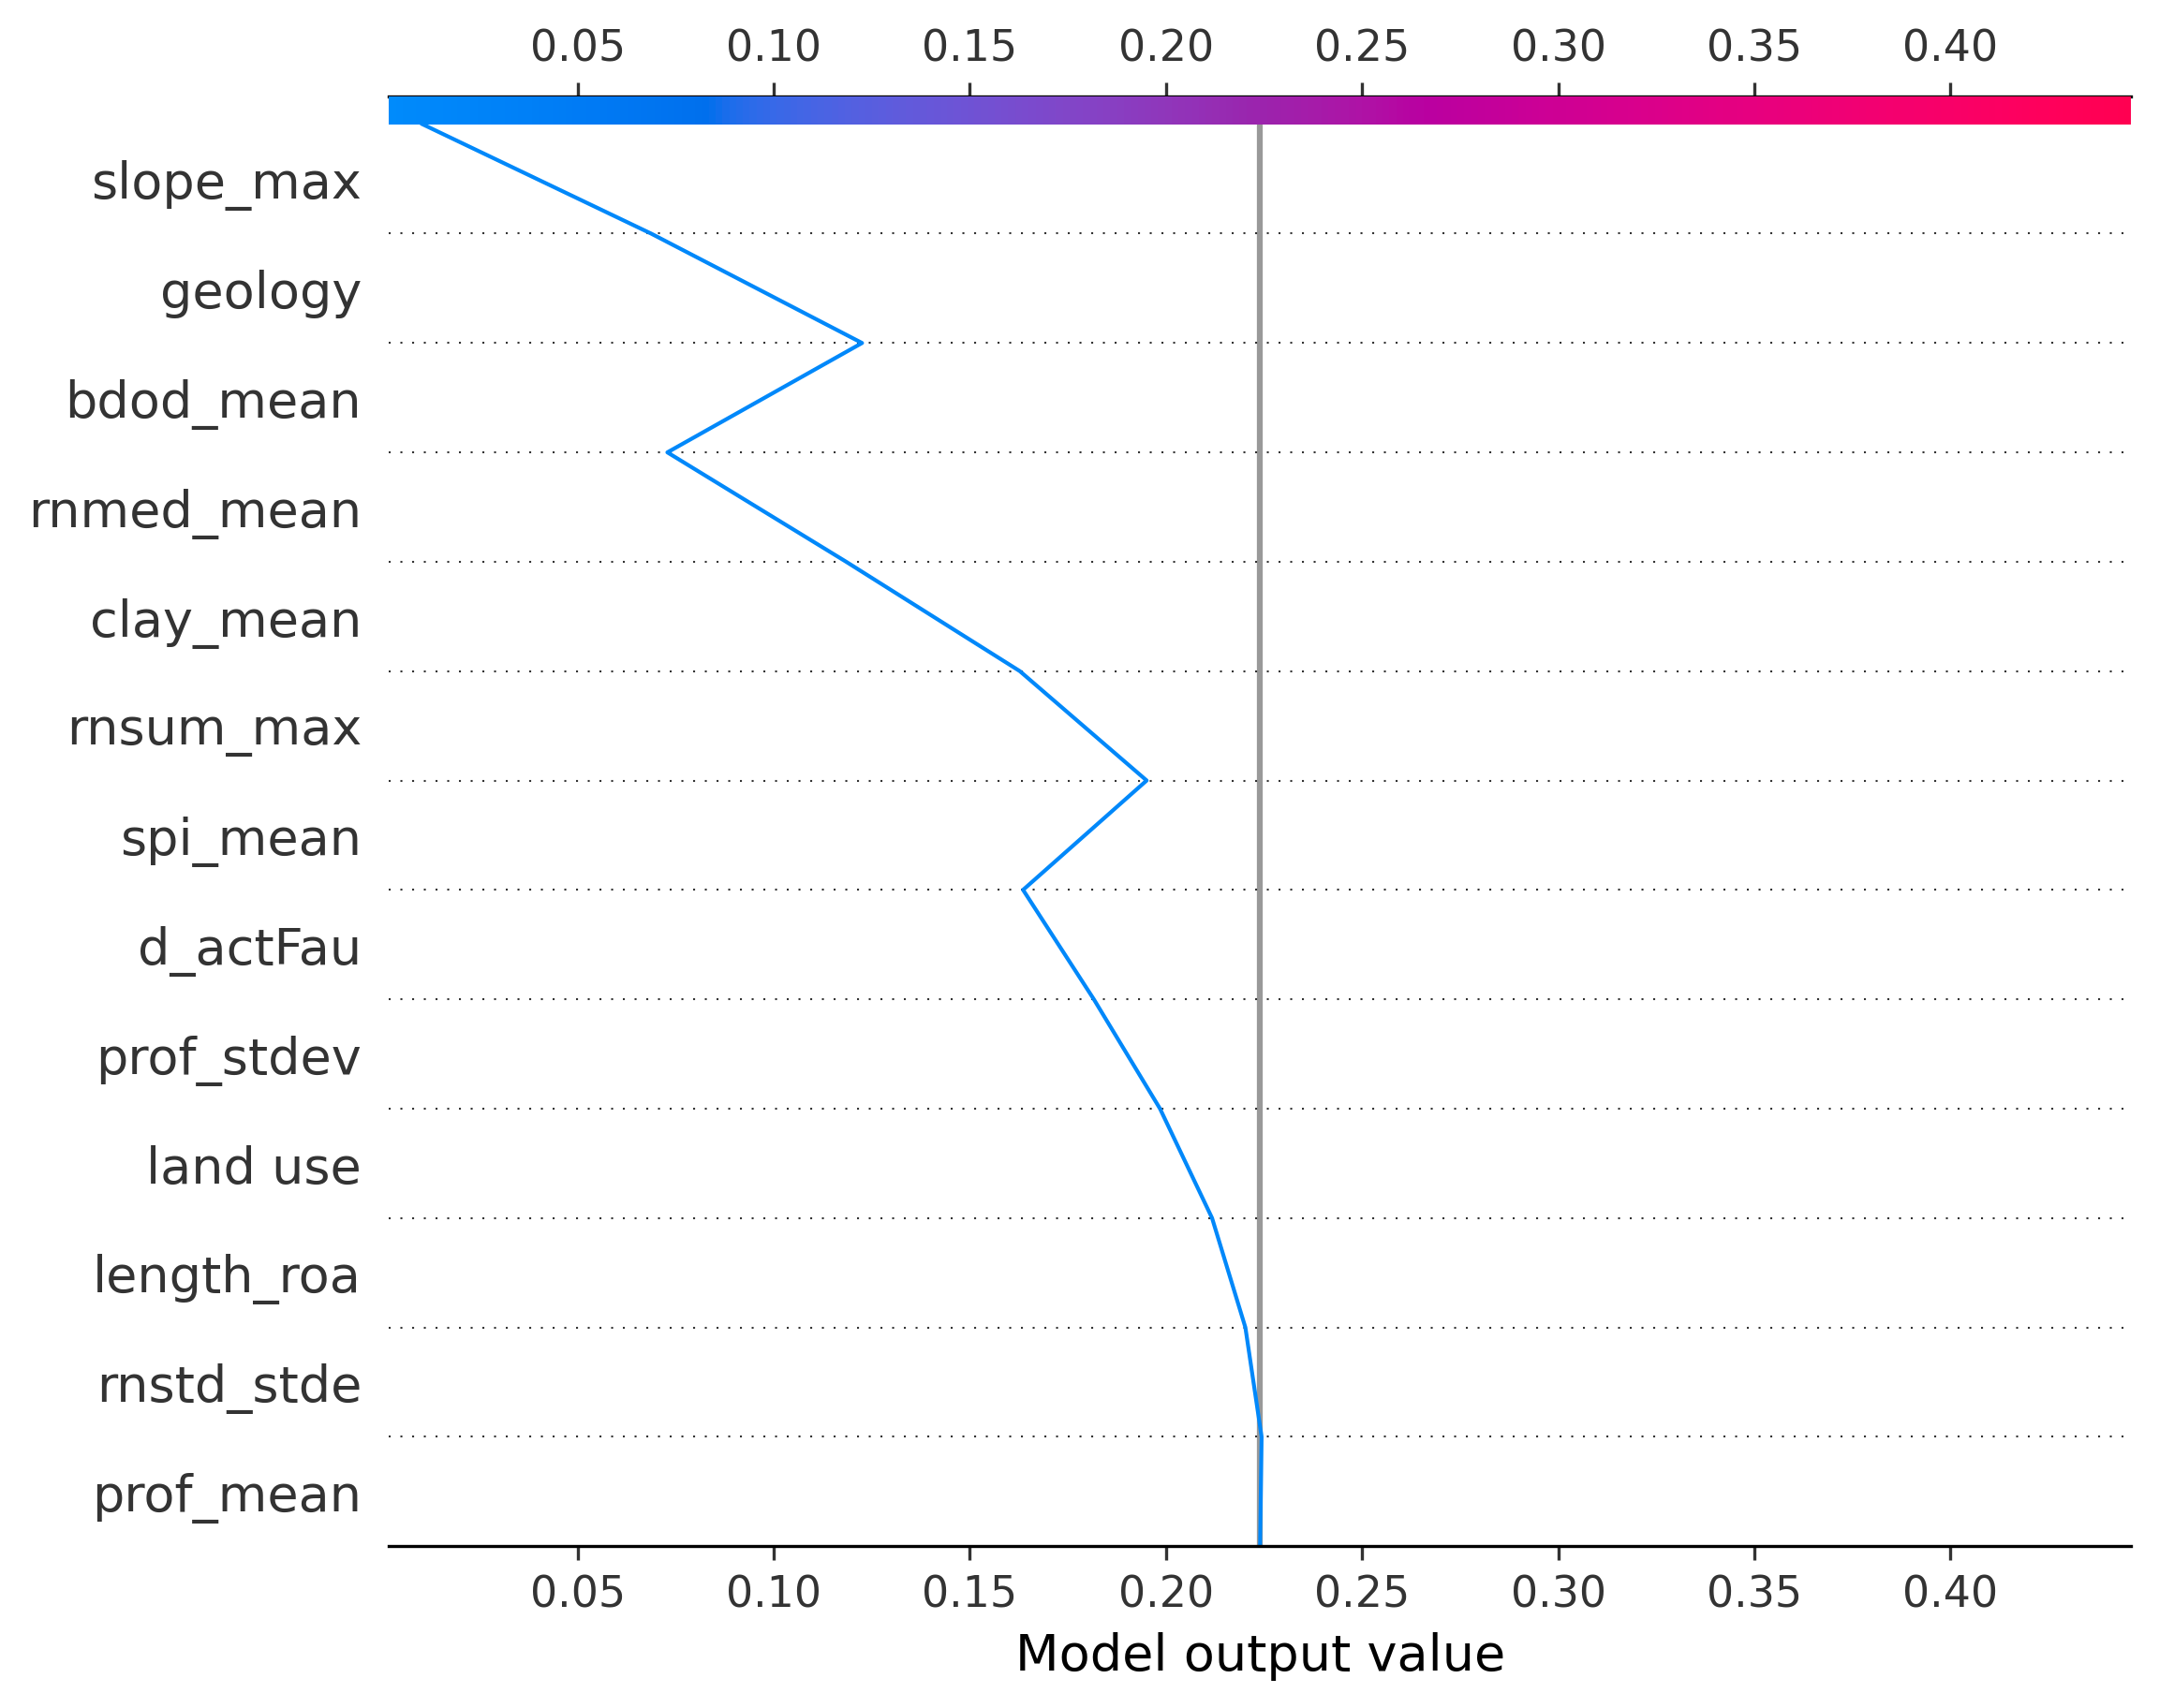 0.05 0.10 0.15 0.20 0.25 0.30 0.35 0.40
slope_max
geology
bdod_mean
rnmed_mean
clay_mean
rnsum_max
spi_mean
d_actFau
prof_stdev
land use
length_roa
rnstd_stde
prof_mean
0.05 0.10 0.15 0.20 0.25 0.30 0.35 0.40
Model output value